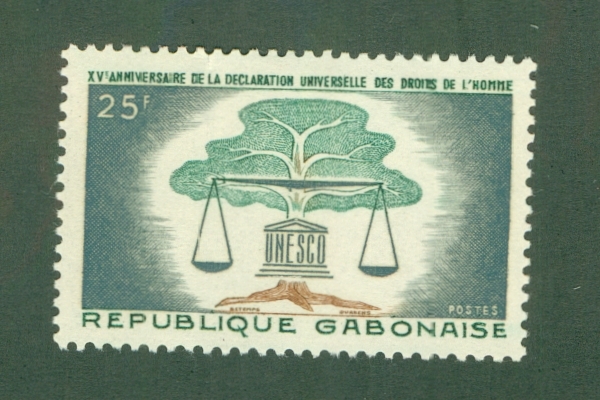 XVᵉ ANNIVERSAIRE DE LA DECLARATION UNIVERSELLE DES DROITS DE L'HOMME
25F
UNESCO
POSTES
REPUBLIQUE GABONAISE